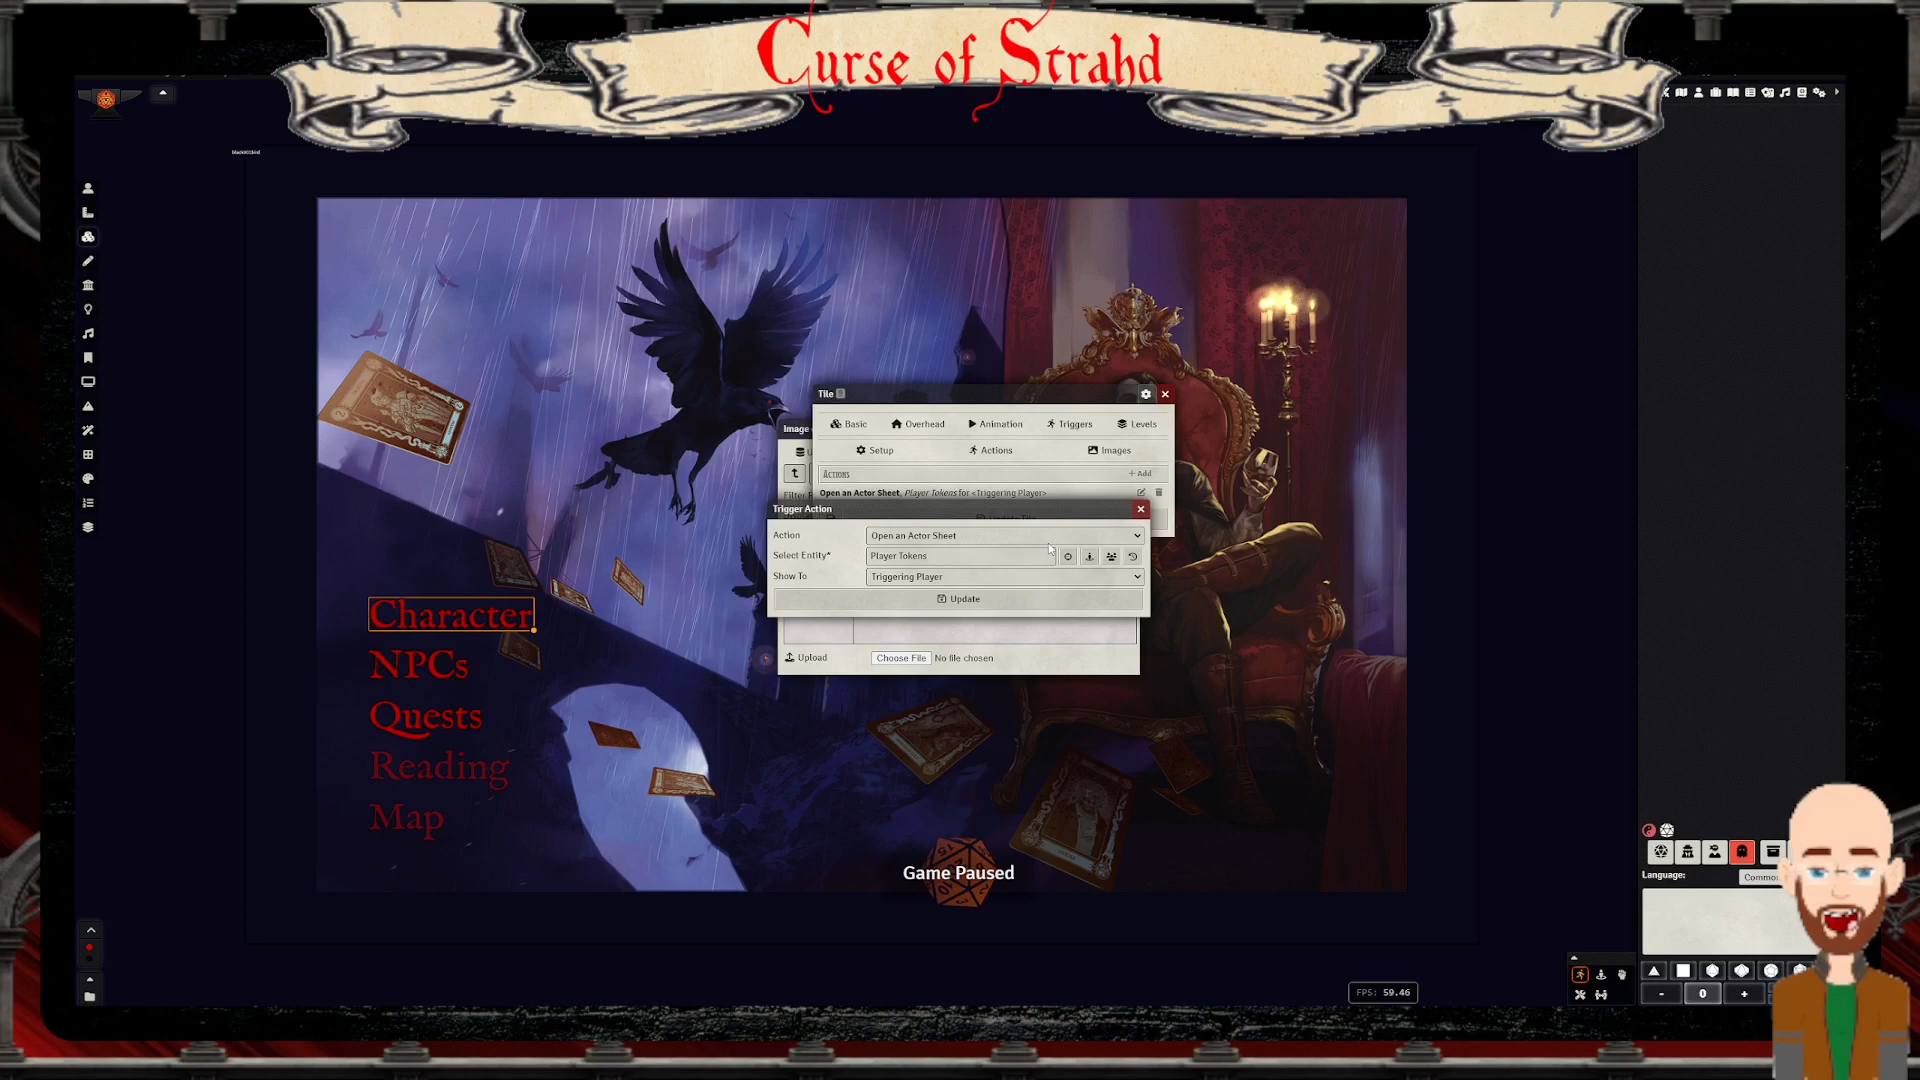 Curse of Strahd
Tile
Basic Overhead Animation Triggers Levels
Image
Setup Actions Images
Actions + Add
Filter
Open an Actor Sheet, Player Tokens for <Triggering Player>
Trigger Action
Action Open an Actor Sheet
Select Entity* Player Tokens
Show To Triggering Player
Update
Upload Choose File No file chosen
Character
NPCs
Quests
Reading
Map
Game Paused
Language: Commo
FPS: 59.46
- 0 +